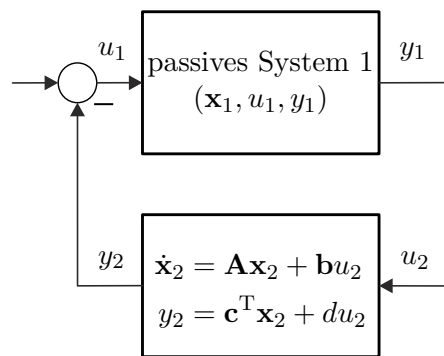 u₁
passives System 1
(𝐱₁, u₁, y₁)
y₁
−
y₂
𝐱̇₂ = 𝐀𝐱₂ + 𝐛u₂
y₂ = 𝐜ᵀ𝐱₂ + du₂
u₂